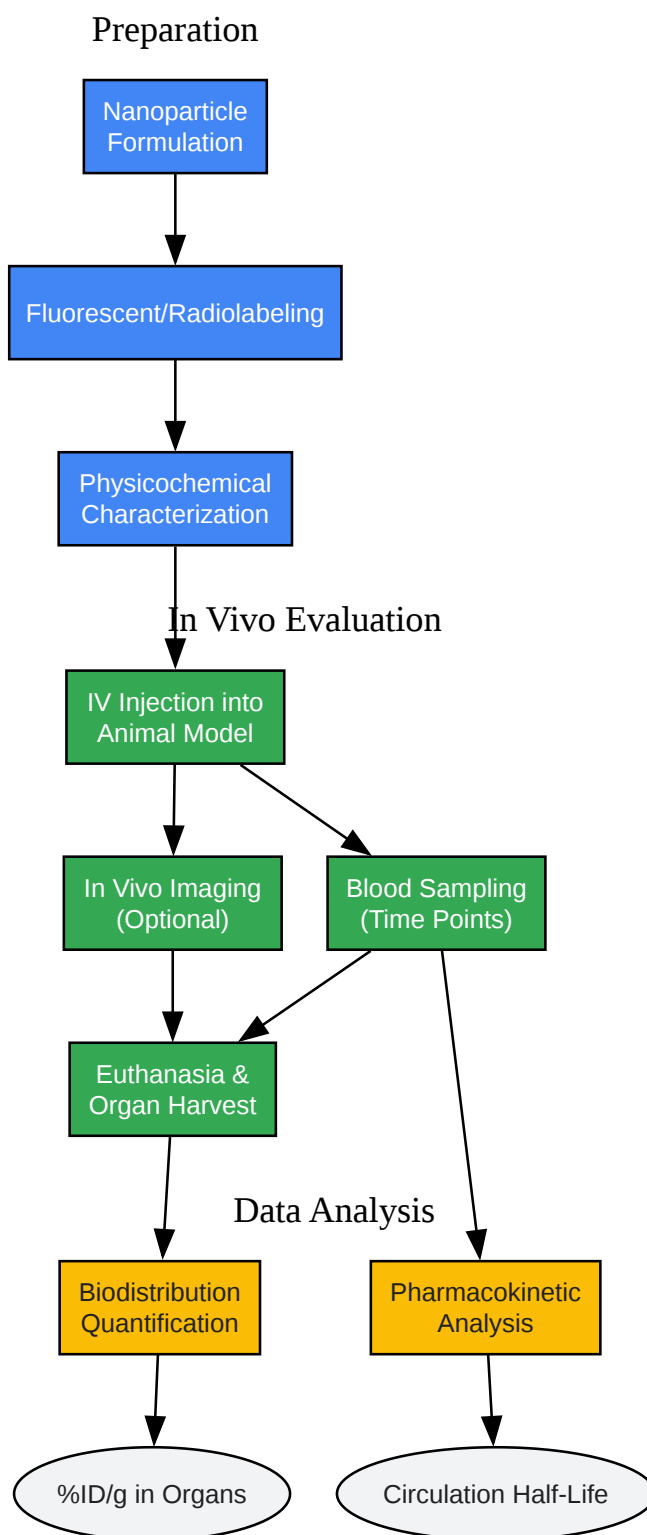 Preparation
Nanoparticle
Formulation
Fluorescent/Radiolabeling
Physicochemical
Characterization
In Vivo Evaluation
IV Injection into
Animal Model
In Vivo Imaging
(Optional)
Blood Sampling
(Time Points)
Euthanasia &
Organ Harvest
Data Analysis
Biodistribution
Quantification
Pharmacokinetic
Analysis
%ID/g in Organs
Circulation Half-Life